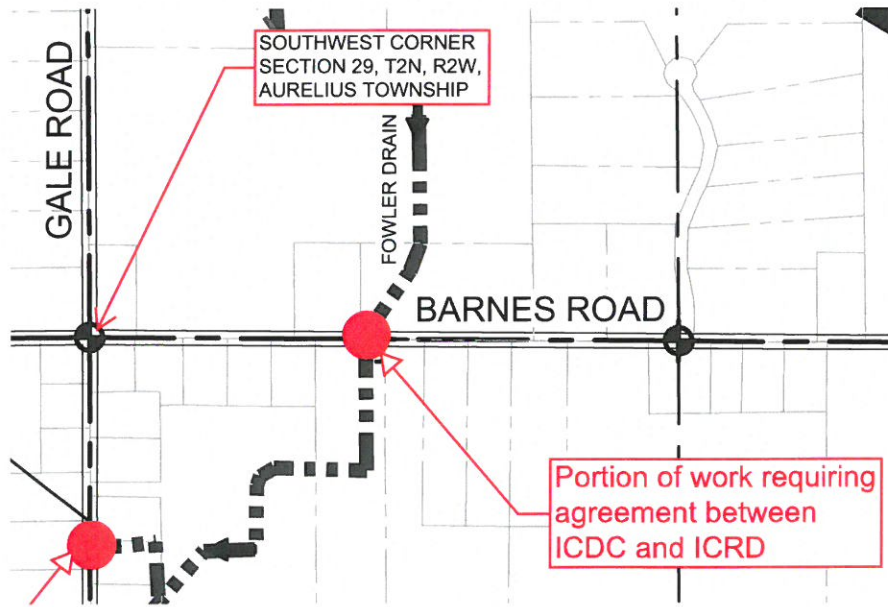 SOUTHWEST CORNER
SECTION 29, T2N, R2W,
AURELIUS TOWNSHIP
GALE ROAD
FOWLER DRAIN
BARNES ROAD
Portion of work requiring
agreement between
ICDC and ICRD